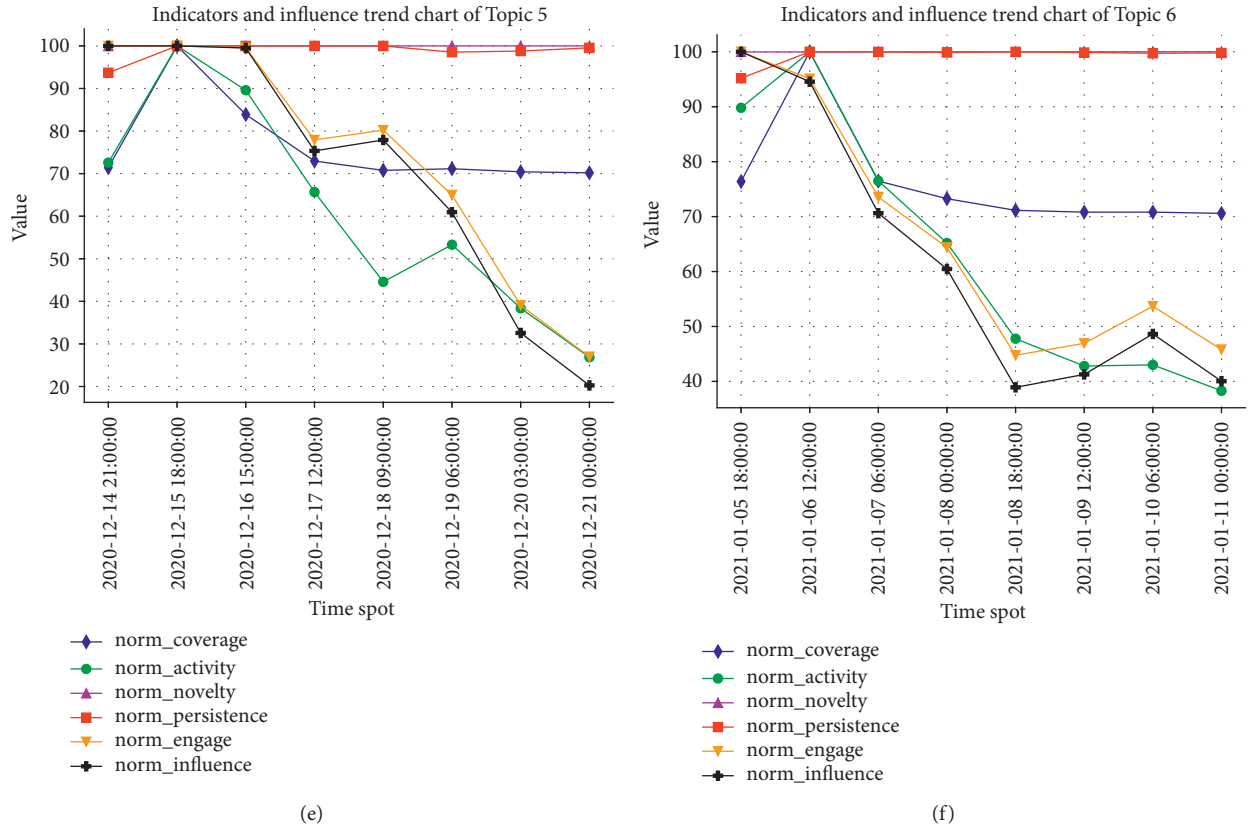 Indicators and influence trend chart of Topic 5
100
90
80
70
60
50
40
30
20
Value
2020-12-14 21:00:00
2020-12-15 18:00:00
2020-12-16 15:00:00
2020-12-17 12:00:00
2020-12-18 09:00:00
2020-12-19 06:00:00
2020-12-20 03:00:00
2020-12-21 00:00:00
Time spot
norm_coverage
norm_activity
norm_novelty
norm_persistence
norm_engage
norm_influence
(e)
Indicators and influence trend chart of Topic 6
100
90
80
70
60
50
40
Value
2021-01-05 18:00:00
2021-01-06 12:00:00
2021-01-07 06:00:00
2021-01-08 00:00:00
2021-01-08 18:00:00
2021-01-09 12:00:00
2021-01-10 06:00:00
2021-01-11 00:00:00
Time spot
norm_coverage
norm_activity
norm_novelty
norm_persistence
norm_engage
norm_influence
(f)